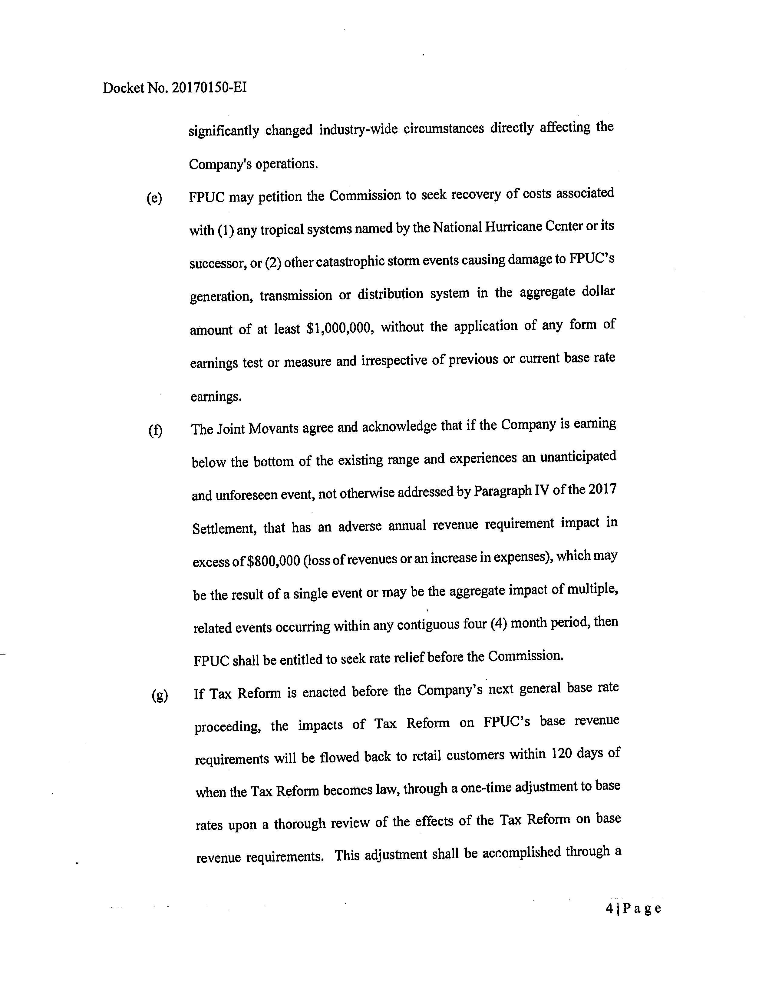 Docket No. 20170150-EI
significantly changed industry-wide circumstances directly affecting the
Company's operations.
(e) FPUC may petition the Commission to seek recovery of costs associated
with (1) any tropical systems named by the National Hurricane Center or its
successor, or (2) other catastrophic storm events causing damage to FPUC’s
generation, transmission or distribution system in the aggregate dollar
amount of at least $1,000,000, without the application of any form of
earnings test or measure and irrespective of previous or current base rate
earnings.
(f) The Joint Movants agree and acknowledge that if the Company is earning
below the bottom of the existing range and experiences an unanticipated
and unforeseen event, not otherwise addressed by Paragraph IV of the 2017
Settlement, that has an adverse annual revenue requirement impact in
excess of $800,000 (loss of revenues or an increase in expenses), which may
be the result of a single event or may be the aggregate impact of multiple,
related events occurring within any contiguous four (4) month period, then
FPUC shall be entitled to seek rate relief before the Commission.
(g) If Tax Reform is enacted before the Company’s next general base rate
proceeding, the impacts of Tax Reform on FPUC’s base revenue
requirements will be flowed back to retail customers within 120 days of
when the Tax Reform becomes law, through a one-time adjustment to base
rates upon a thorough review of the effects of the Tax Reform on base
revenue requirements. This adjustment shall be accomplished through a
4 | P a g e